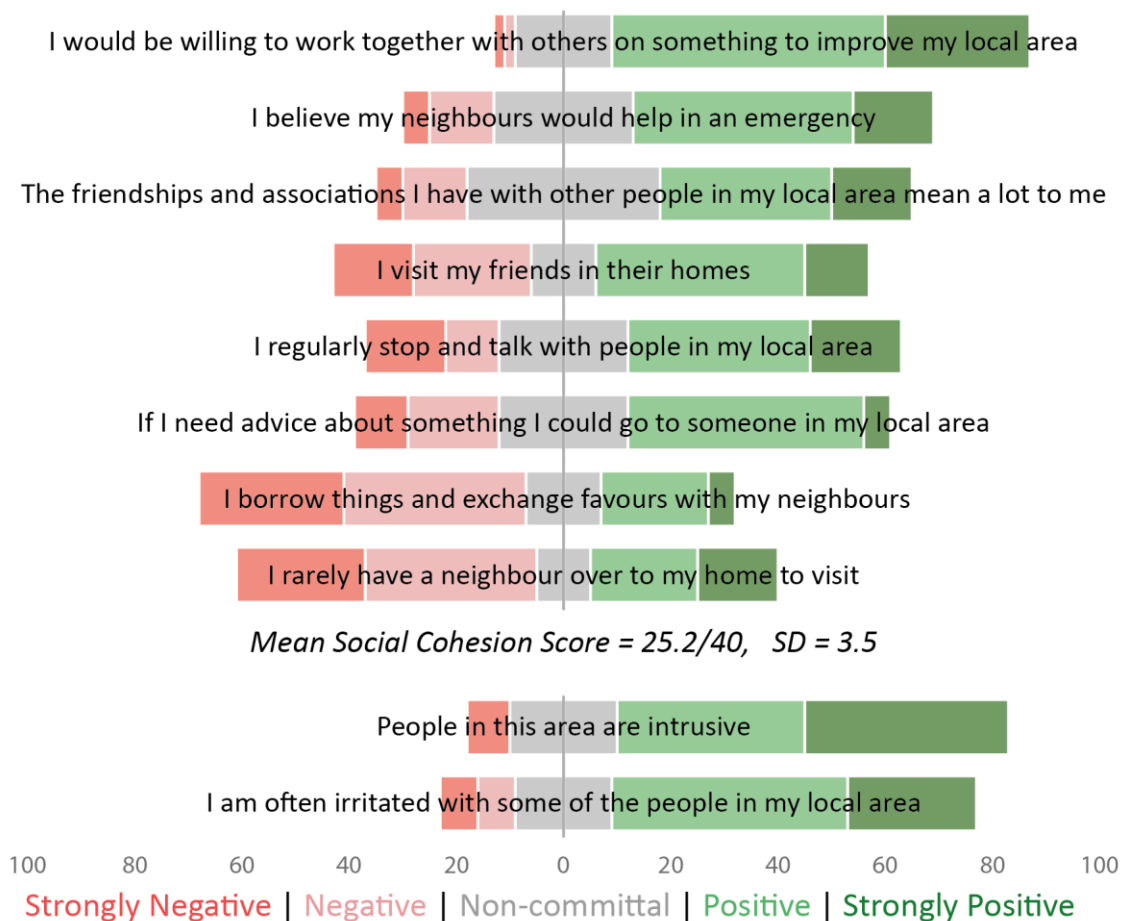 I would be willing to work together with others on something to improve my local area
I believe my neighbours would help in an emergency
The friendships and associations I have with other people in my local area mean a lot to me
I visit my friends in their homes
I regularly stop and talk with people in my local area
If I need advice about something I could go to someone in my local area
I borrow things and exchange favours with my neighbours
I rarely have a neighbour over to my home to visit
Mean Social Cohesion Score = 25.2/40, SD = 3.5
People in this area are intrusive
I am often irritated with some of the people in my local area
100 80 60 40 20 0 20 40 60 80 100
Strongly Negative | Negative | Non-committal | Positive | Strongly Positive